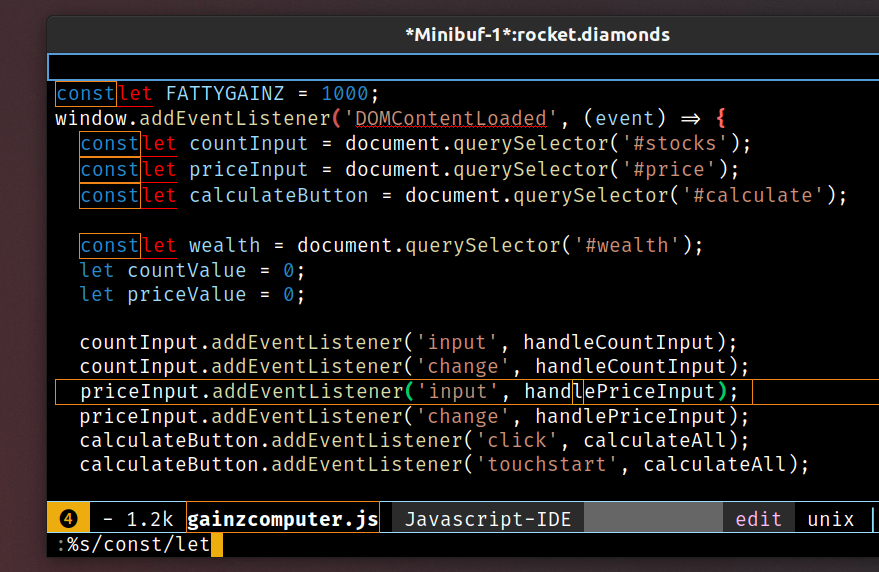 *Minibuf-1*:rocket.diamonds
constlet FATTYGAINZ = 1000;
window.addEventListener('DOMContentLoaded', (event) ⇒ {
constlet countInput = document.querySelector('#stocks');
constlet priceInput = document.querySelector('#price');
constlet calculateButton = document.querySelector('#calculate');
constlet wealth = document.querySelector('#wealth');
let countValue = 0;
let priceValue = 0;
countInput.addEventListener('input', handleCountInput);
countInput.addEventListener('change', handleCountInput);
priceInput.addEventListener('input', handlePriceInput);
priceInput.addEventListener('change', handlePriceInput);
calculateButton.addEventListener('click', calculateAll);
calculateButton.addEventListener('touchstart', calculateAll);
❹ - 1.2k gainzcomputer.js Javascript-IDE edit unix |
:%s/const/let